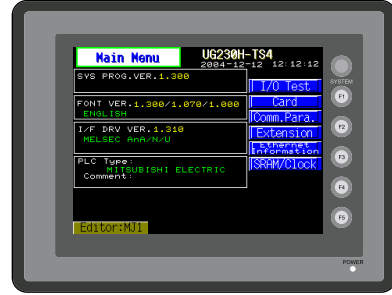 Main Menu
UG230H-TS4
2004-12-12 12:12:12
SYS PROG.VER.1.300
SYSTEM
I/O Test
F1
FONT VER.1.300/1.070/1.000
ENGLISH
Card
Comm.Para.
I/F DRV VER.1.310
MELSEC AnA/N/U
F2
Extension
Ethernet
Information
PLC Type:
MITSUBISHI ELECTRIC
Comment:
SRAM/Clock
F3
F4
F5
Editor:MJ1
POWER